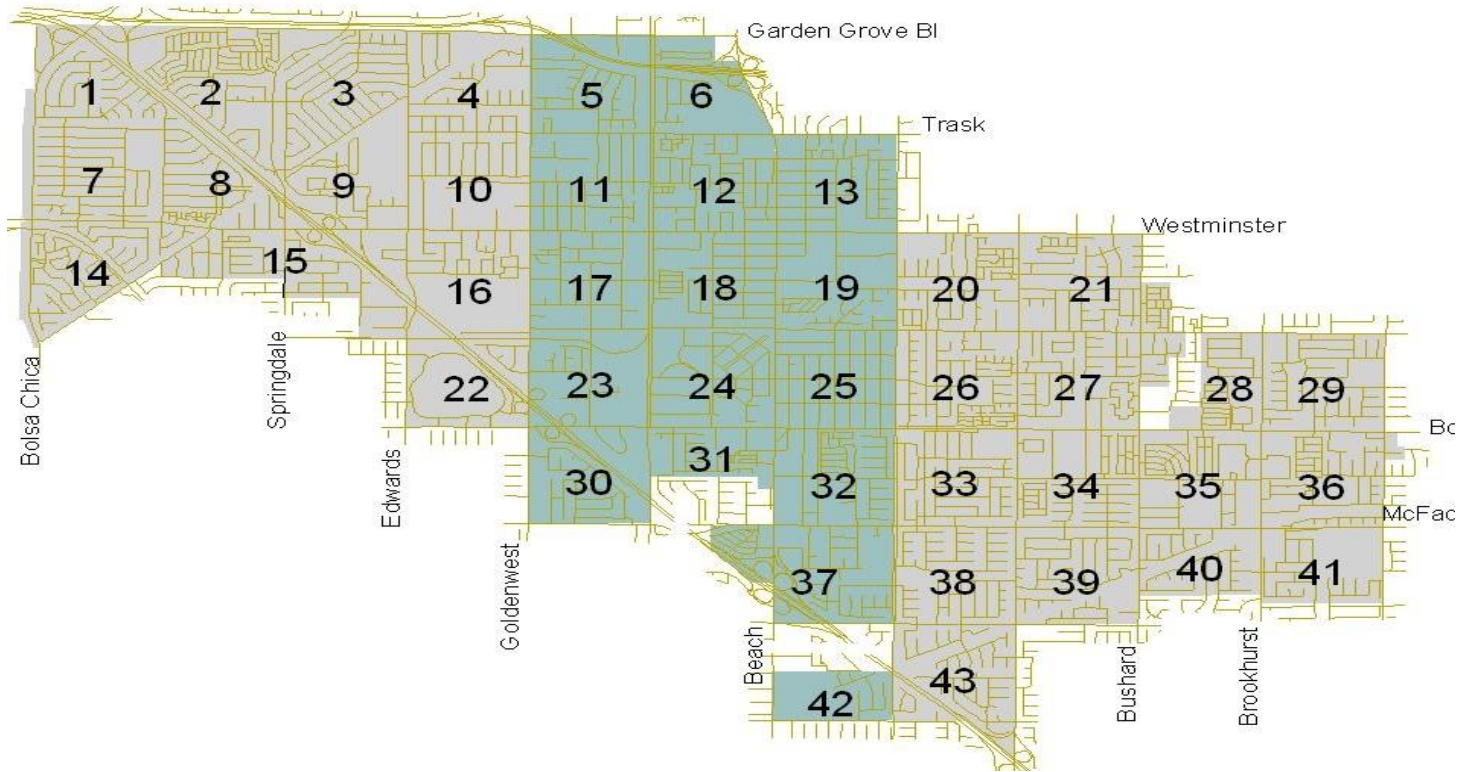 Garden Grove Bl
1 2 3 4 5 6
Trask
7 8 9 10 11 12 13
Westminster
14 15 16 17 18 19 20 21
22 23 24 25 26 27 28 29
Bolsa Chica
Springdale
Bo
30 31 32 33 34 35 36
Edwards
McFac
Goldenwest
37 38 39 40 41
Beach
Bushard
Brookhurst
42 43